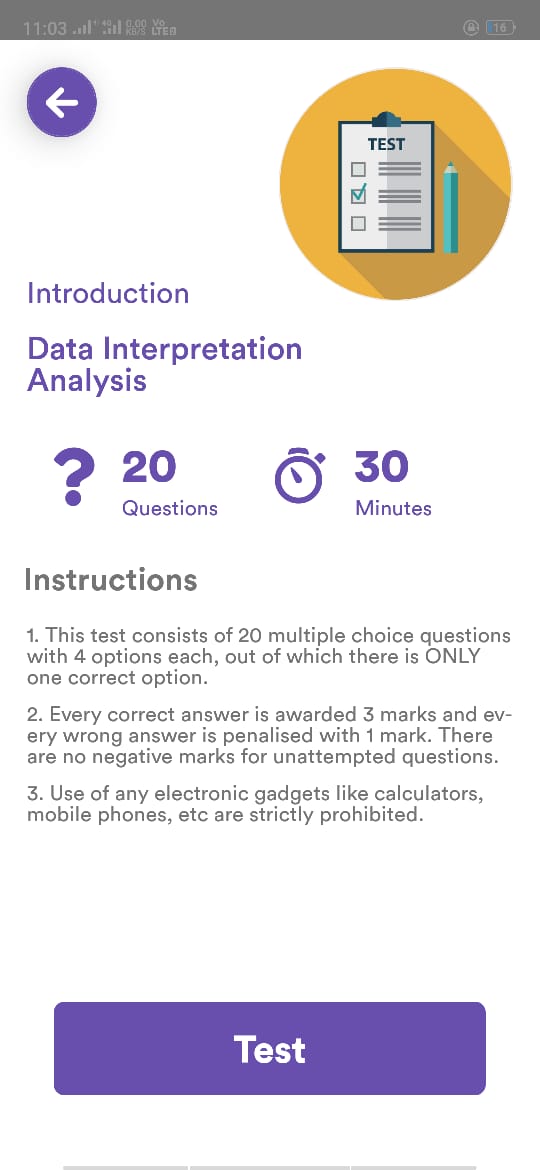 11:03 4G 0.00 KB/S Vo LTE 16
TEST
Introduction
Data Interpretation
Analysis
? 20 30
Questions Minutes
Instructions
1. This test consists of 20 multiple choice questions
with 4 options each, out of which there is ONLY
one correct option.
2. Every correct answer is awarded 3 marks and ev-
ery wrong answer is penalised with 1 mark. There
are no negative marks for unattempted questions.
3. Use of any electronic gadgets like calculators,
mobile phones, etc are strictly prohibited.
Test